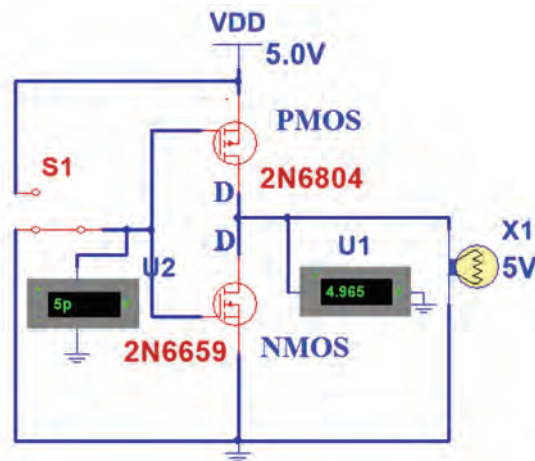 VDD
5.0V
PMOS
S1
2N6804
D
D
U1
X1
U2
5V
5p
4.965
2N6659
NMOS